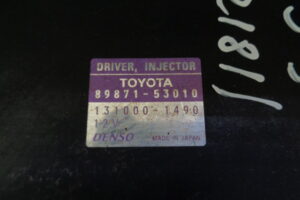 DRIVER, INJECTOR
TOYOTA
89871-53010
131000-1490
12V
DENSO MADE IN JAPAN